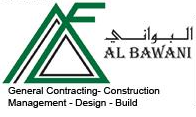 البواني
AL BAWANI
General Contracting- Construction
Management - Design - Build